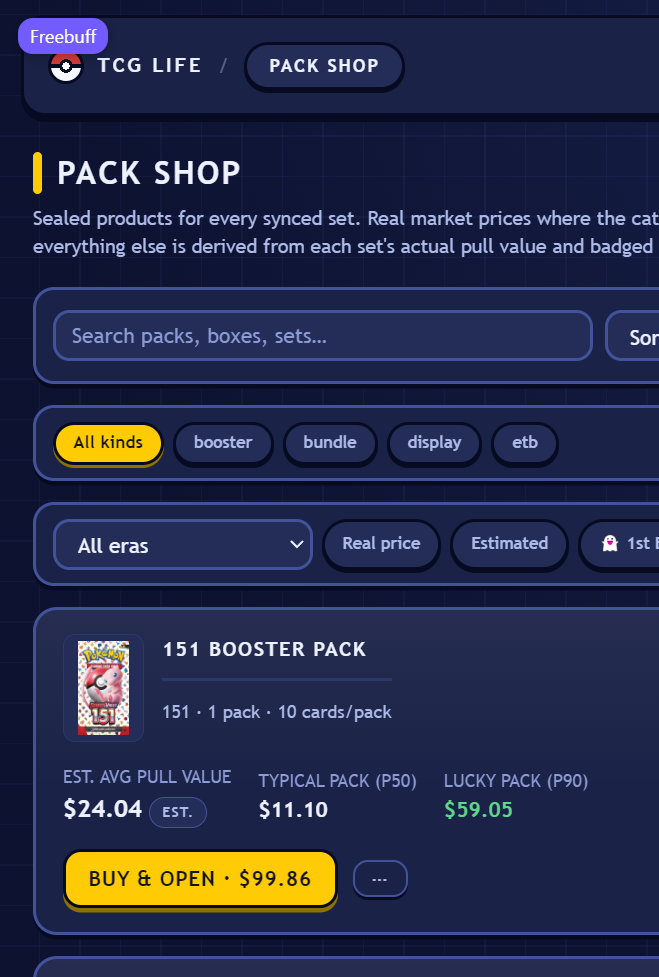 Freebuff
TCG LIFE / PACK SHOP
PACK SHOP
Sealed products for every synced set. Real market prices where the cat
everything else is derived from each set's actual pull value and badged
Search packs, boxes, sets...
Sor
All kinds booster bundle display etb
All eras Real price Estimated 1st E
Pokémon
151
151 BOOSTER PACK
151 · 1 pack · 10 cards/pack
EST. AVG PULL VALUE TYPICAL PACK (P50) LUCKY PACK (P90)
$24.04 EST. $11.10 $59.05
BUY & OPEN · $99.86 ...